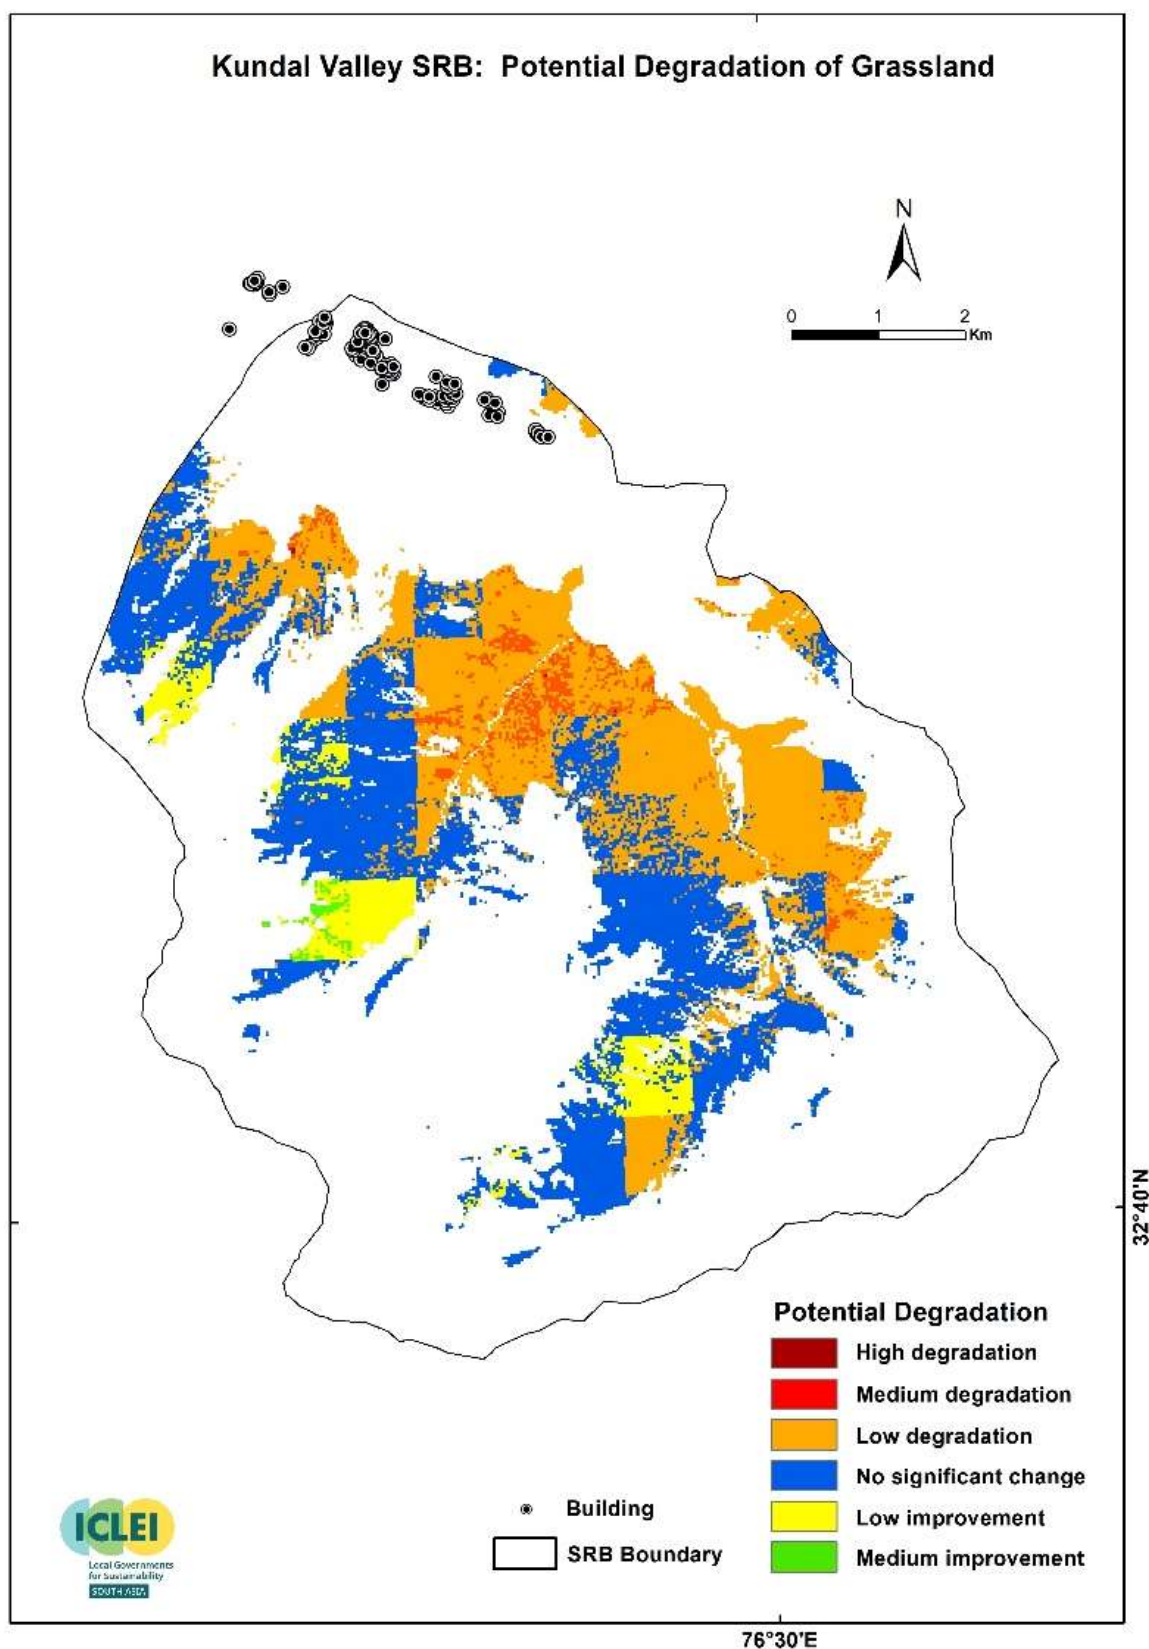 Kundal Valley SRB: Potential Degradation of Grassland
N
0 1 2
Km
32°40'N
Potential Degradation
High degradation
Medium degradation
Low degradation
No significant change
Low improvement
Medium improvement
Building
SRB Boundary
ICLEI
Local Governments
for Sustainability
SOUTH ASIA
76°30'E